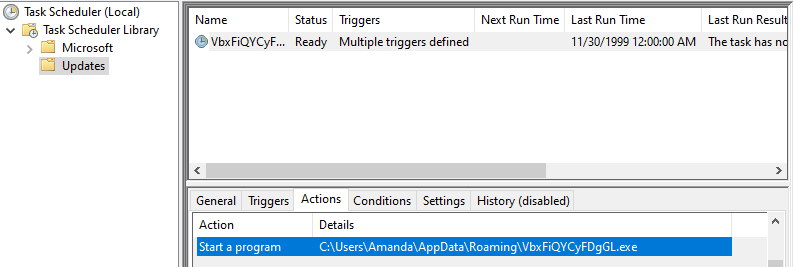 Task Scheduler (Local)
Task Scheduler Library
Microsoft
Updates
Name Status Triggers Next Run Time Last Run Time Last Run Result
VbxFiQYCyF... Ready Multiple triggers defined 11/30/1999 12:00:00 AM The task has no
General Triggers Actions Conditions Settings History (disabled)
Action Details
Start a program C:\Users\Amanda\AppData\Roaming\VbxFiQYCyFDgGL.exe